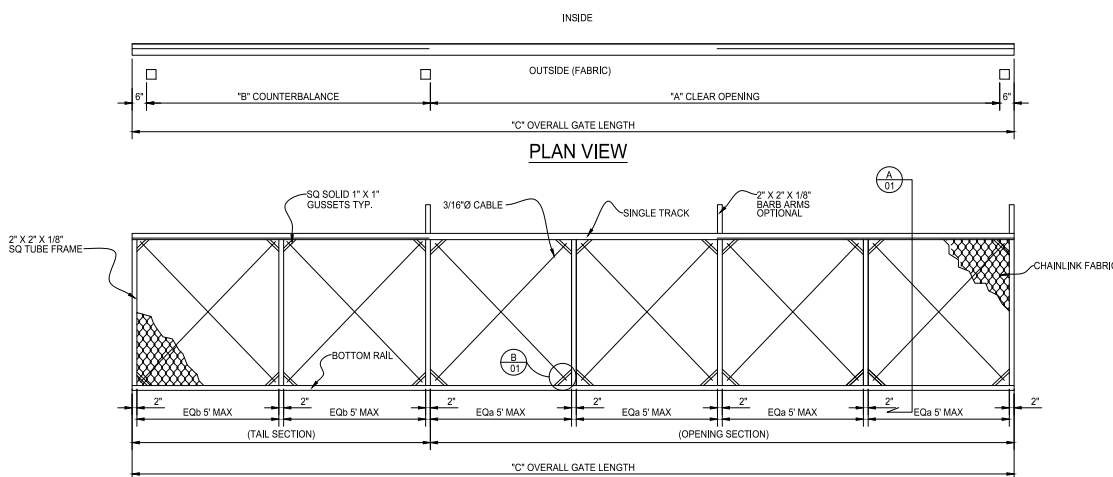 INSIDE
OUTSIDE (FABRIC)
6"
"B" COUNTERBALANCE
"A" CLEAR OPENING
6"
"C" OVERALL GATE LENGTH
PLAN VIEW
A
01
SQ SOLID 1" X 1"
GUSSETS TYP.
3/16"Ø CABLE
SINGLE TRACK
2" X 2" X 1/8"
BARB ARMS
OPTIONAL
2" X 2" X 1/8"
SQ TUBE FRAME
CHAINLINK FABRIC
BOTTOM RAIL
B
01
2"
2"
2"
2"
2"
2"
2"
EQb 5' MAX
EQb 5' MAX
EQa 5' MAX
EQa 5' MAX
EQa 5' MAX
EQa 5' MAX
(TAIL SECTION)
(OPENING SECTION)
"C" OVERALL GATE LENGTH